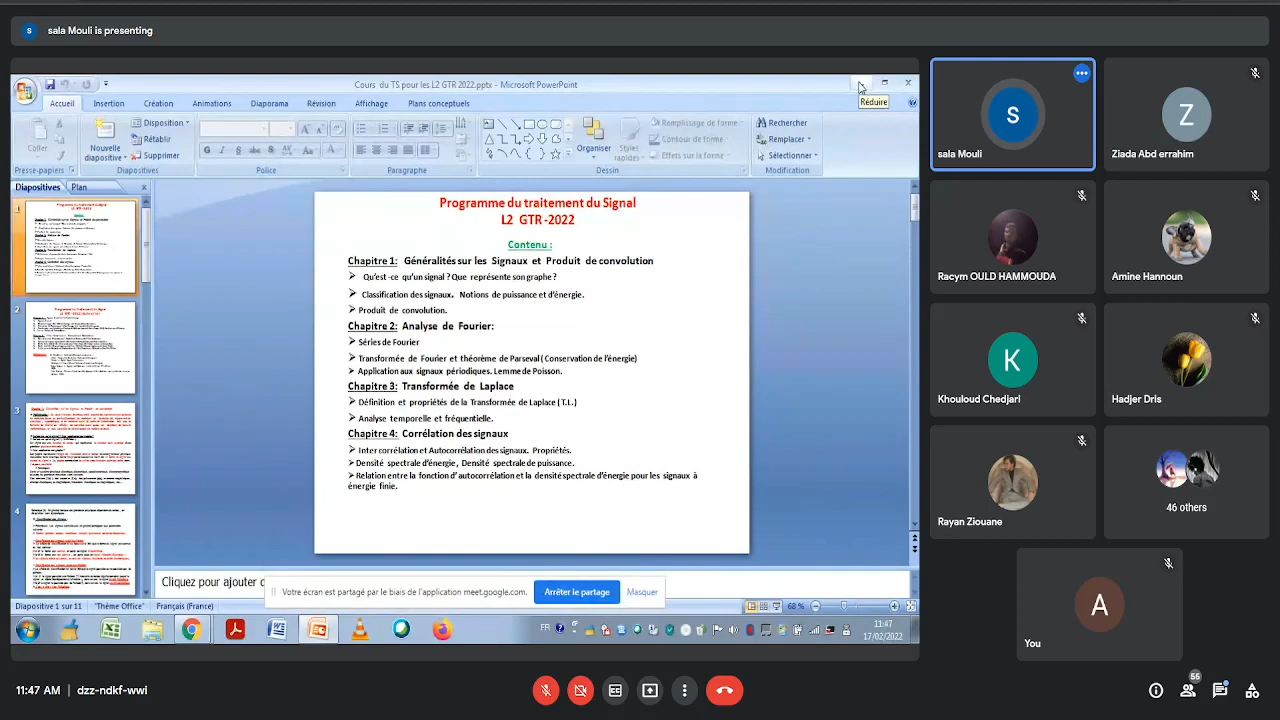 S sala Mouli is presenting
Cours du TS pour les L2 GTR 2022.pptx - Microsoft PowerPoint
Réduire
Accueil Insertion Création Animations Diaporama Révision Affichage Plans conceptuels
Coller
Nouvelle diapositive
Disposition
Rétablir
Supprimer
Organiser
Styles rapides
Remplissage de forme
Contours de forme
Effets sur la forme
Rechercher
Remplacer
Sélectionner
Presse-papiers Diapositives Police Paragraphe Dessin Modification
Diapositives Plan
1
2
3
4
Programme du traitement du Signal
L2 GTR -2022
Contenu :
Chapitre 1: Généralités sur les Signaux et Produit de convolution
➢ Qu'est -ce qu'un signal ? Que représente son graphe ?
➢ Classification des signaux. Notions de puissance et d'énergie.
➢ Produit de convolution.
Chapitre 2: Analyse de Fourier:
➢ Séries de Fourier
➢ Transformée de Fourier et théorème de Parseval ( Conservation de l'énergie)
➢ Application aux signaux périodiques. Lemme de Poisson.
Chapitre 3: Transformée de Laplace
➢ Définition et propriétés de la Transformée de Laplace ( T.L.)
➢ Analyse temporelle et fréquentielle
Chapitre 4: Corrélation des signaux
➢ Inter corrélation et Autocorrélation des signaux. Propriétés.
➢ Densité spectrale d'énergie, Densité spectrale de puissance.
➢ Relation entre la fonction d'autocorrélation et la densité spectrale d'énergie pour les signaux à
énergie finie.
Cliquez pour ajouter
Votre écran est partagé par le biais de l'application meet.google.com. Arrêter le partage Masquer
Diapositive 1 sur 11 "Thème Office" Français (France) 68 %
FR 11:47
17/02/2022
S
sala Mouli
Z
Ziada Abd errahim
Racym OULD HAMMOUDA
Amine Hannoun
K
Khouloud Chedjari
Hadjer Dris
Rayan Ziouane
46 others
A
You
11:47 AM | dzz-ndkf-wwi
56